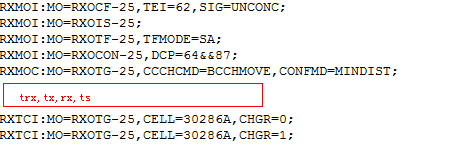 RXMOI:MO=RXOCF-25,TEI=62,SIG=UNCONC;
RXMOI:MO=RXOIS-25;
RXMOI:MO=RXOTF-25,TFMODE=SA;
RXMOI:MO=RXOCON-25,DCP=64&&87;
RXMOC:MO=RXOTG-25,CCCHCMD=BCCHMOVE,CONFMD=MINDIST;
trx,tx,rx,ts
RXTCI:MO=RXOTG-25,CELL=30286A,CHGR=0;
RXTCI:MO=RXOTG-25,CELL=30286A,CHGR=1;